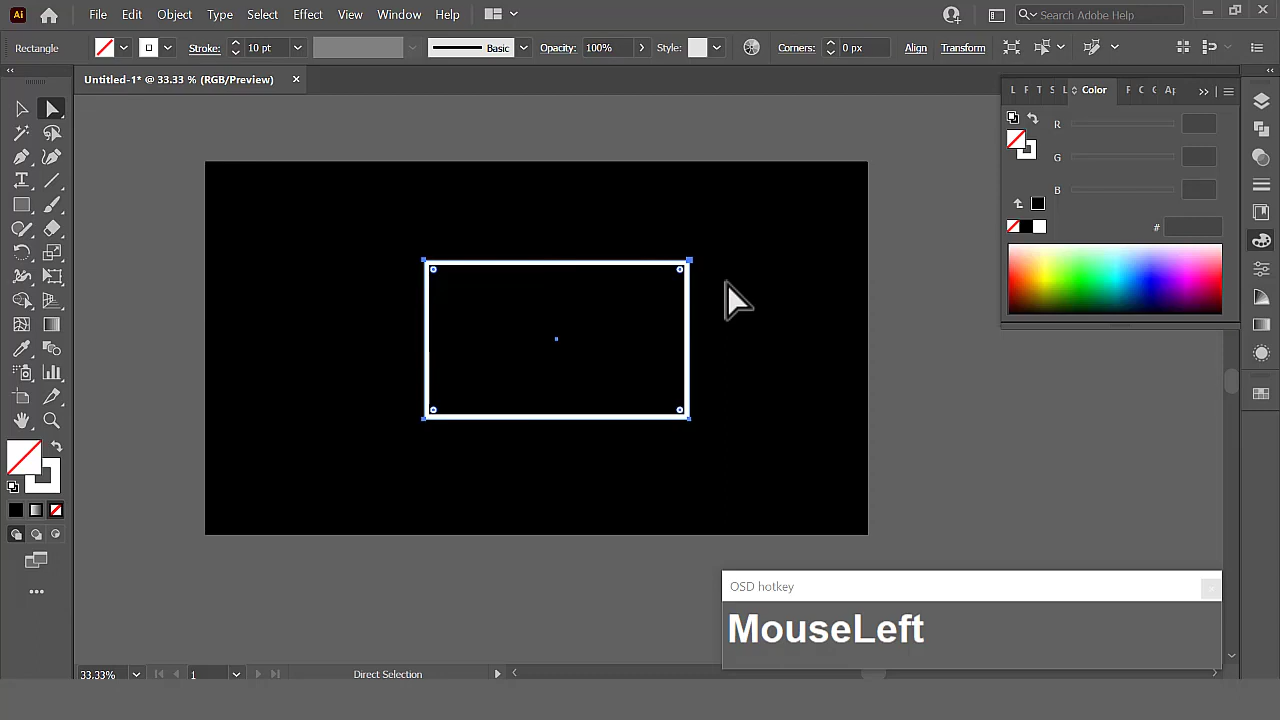 Ai File Edit Object Type Select Effect View Window Help Search Adobe Help
Rectangle Stroke: 10 pt Basic Opacity: 100% Style: Corners: 0 px Align Transform
Untitled-1* @ 33.33 % (RGB/Preview)
L F T S L Color F C C Ap
R
G
B
#
OSD hotkey
MouseLeft
33.33% 1 Direct Selection